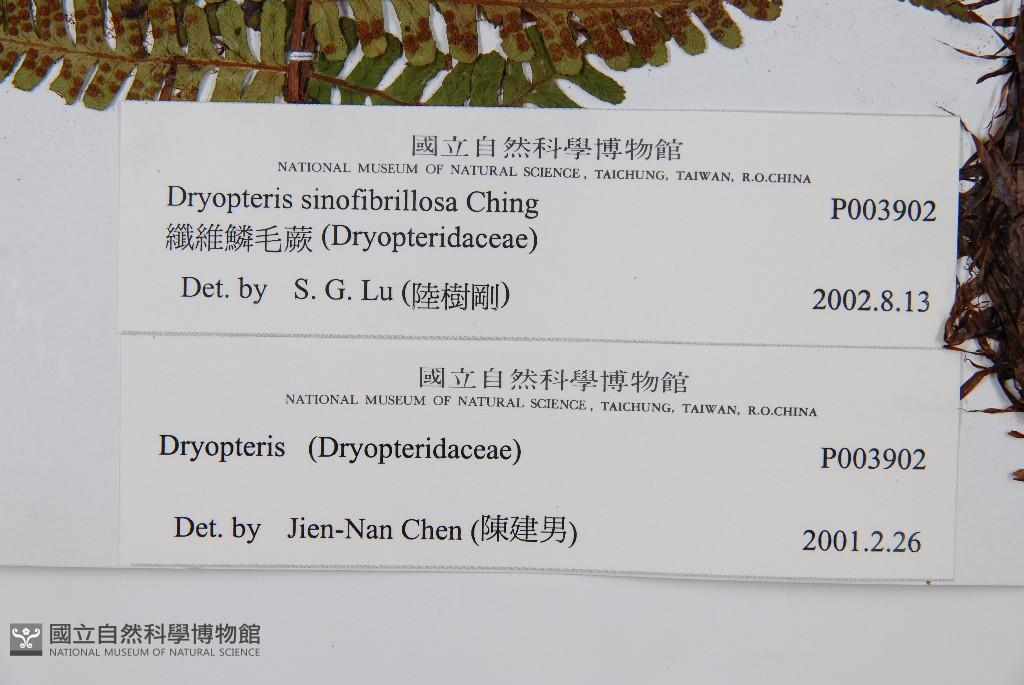 國立自然科學博物館
NATIONAL MUSEUM OF NATURAL SCIENCE, TAICHUNG, TAIWAN, R.O.CHINA
Dryopteris sinofibrillosa Ching P003902
纖維鱗毛蕨 (Dryopteridaceae)
Det. by S. G. Lu (陸樹剛) 2002.8.13
國立自然科學博物館
NATIONAL MUSEUM OF NATURAL SCIENCE, TAICHUNG, TAIWAN, R.O.CHINA
Dryopteris (Dryopteridaceae) P003902
Det. by Jien-Nan Chen (陳建男) 2001.2.26
國立自然科學博物館
NATIONAL MUSEUM OF NATURAL SCIENCE